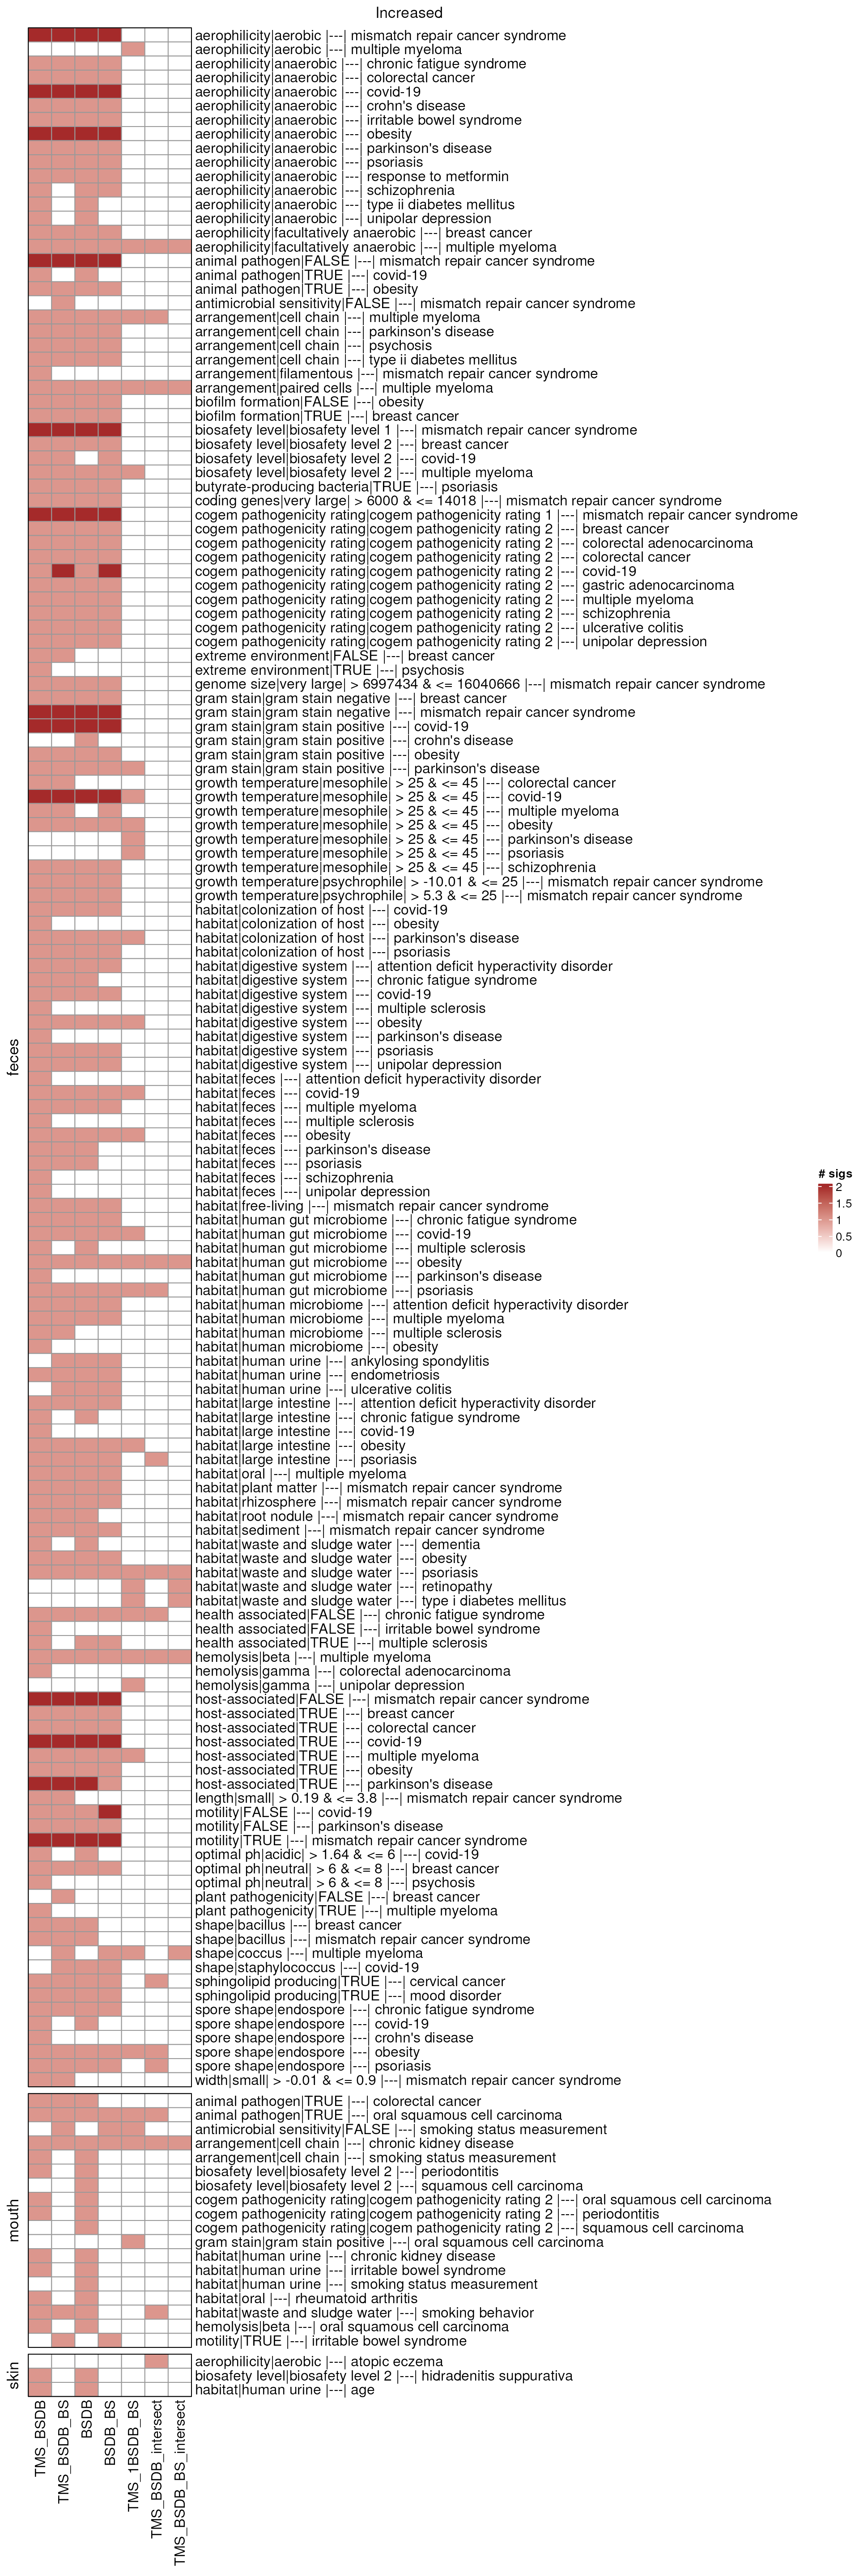 Increased
aerophilicity|aerobic |---| mismatch repair cancer syndrome
aerophilicity|aerobic |---| multiple myeloma
aerophilicity|anaerobic |---| chronic fatigue syndrome
aerophilicity|anaerobic |---| colorectal cancer
aerophilicity|anaerobic |---| covid-19
aerophilicity|anaerobic |---| crohn's disease
aerophilicity|anaerobic |---| irritable bowel syndrome
aerophilicity|anaerobic |---| obesity
aerophilicity|anaerobic |---| parkinson's disease
aerophilicity|anaerobic |---| psoriasis
aerophilicity|anaerobic |---| response to metformin
aerophilicity|anaerobic |---| schizophrenia
aerophilicity|anaerobic |---| type ii diabetes mellitus
aerophilicity|anaerobic |---| unipolar depression
aerophilicity|facultatively anaerobic |---| breast cancer
aerophilicity|facultatively anaerobic |---| multiple myeloma
animal pathogen|FALSE |---| mismatch repair cancer syndrome
animal pathogen|TRUE |---| covid-19
animal pathogen|TRUE |---| obesity
antimicrobial sensitivity|FALSE |---| mismatch repair cancer syndrome
arrangement|cell chain |---| multiple myeloma
arrangement|cell chain |---| parkinson's disease
arrangement|cell chain |---| psychosis
arrangement|cell chain |---| type ii diabetes mellitus
arrangement|filamentous |---| mismatch repair cancer syndrome
arrangement|paired cells |---| multiple myeloma
biofilm formation|FALSE |---| obesity
biofilm formation|TRUE |---| breast cancer
biosafety level|biosafety level 1 |---| mismatch repair cancer syndrome
biosafety level|biosafety level 2 |---| breast cancer
biosafety level|biosafety level 2 |---| covid-19
biosafety level|biosafety level 2 |---| multiple myeloma
butyrate-producing bacteria|TRUE |---| psoriasis
coding genes|very large| > 6000 & <= 14018 |---| mismatch repair cancer syndrome
cogem pathogenicity rating|cogem pathogenicity rating 1 |---| mismatch repair cancer syndrome
cogem pathogenicity rating|cogem pathogenicity rating 2 |---| breast cancer
cogem pathogenicity rating|cogem pathogenicity rating 2 |---| colorectal adenocarcinoma
cogem pathogenicity rating|cogem pathogenicity rating 2 |---| colorectal cancer
cogem pathogenicity rating|cogem pathogenicity rating 2 |---| covid-19
cogem pathogenicity rating|cogem pathogenicity rating 2 |---| gastric adenocarcinoma
cogem pathogenicity rating|cogem pathogenicity rating 2 |---| multiple myeloma
cogem pathogenicity rating|cogem pathogenicity rating 2 |---| schizophrenia
cogem pathogenicity rating|cogem pathogenicity rating 2 |---| ulcerative colitis
cogem pathogenicity rating|cogem pathogenicity rating 2 |---| unipolar depression
extreme environment|FALSE |---| breast cancer
extreme environment|TRUE |---| psychosis
genome size|very large| > 6997434 & <= 16040666 |---| mismatch repair cancer syndrome
gram stain|gram stain negative |---| breast cancer
gram stain|gram stain negative |---| mismatch repair cancer syndrome
gram stain|gram stain positive |---| covid-19
gram stain|gram stain positive |---| crohn's disease
gram stain|gram stain positive |---| obesity
gram stain|gram stain positive |---| parkinson's disease
growth temperature|mesophile| > 25 & <= 45 |---| colorectal cancer
growth temperature|mesophile| > 25 & <= 45 |---| covid-19
growth temperature|mesophile| > 25 & <= 45 |---| multiple myeloma
growth temperature|mesophile| > 25 & <= 45 |---| obesity
growth temperature|mesophile| > 25 & <= 45 |---| parkinson's disease
growth temperature|mesophile| > 25 & <= 45 |---| psoriasis
growth temperature|mesophile| > 25 & <= 45 |---| schizophrenia
growth temperature|psychrophile| > -10.01 & <= 25 |---| mismatch repair cancer syndrome
growth temperature|psychrophile| > 5.3 & <= 25 |---| mismatch repair cancer syndrome
habitat|colonization of host |---| covid-19
habitat|colonization of host |---| obesity
habitat|colonization of host |---| parkinson's disease
habitat|colonization of host |---| psoriasis
habitat|digestive system |---| attention deficit hyperactivity disorder
habitat|digestive system |---| chronic fatigue syndrome
habitat|digestive system |---| covid-19
habitat|digestive system |---| multiple sclerosis
habitat|digestive system |---| obesity
habitat|digestive system |---| parkinson's disease
habitat|digestive system |---| psoriasis
habitat|digestive system |---| unipolar depression
habitat|feces |---| attention deficit hyperactivity disorder
habitat|feces |---| covid-19
habitat|feces |---| multiple myeloma
habitat|feces |---| multiple sclerosis
habitat|feces |---| obesity
habitat|feces |---| parkinson's disease
habitat|feces |---| psoriasis
habitat|feces |---| schizophrenia
habitat|feces |---| unipolar depression
habitat|free-living |---| mismatch repair cancer syndrome
habitat|human gut microbiome |---| chronic fatigue syndrome
habitat|human gut microbiome |---| covid-19
habitat|human gut microbiome |---| multiple sclerosis
habitat|human gut microbiome |---| obesity
habitat|human gut microbiome |---| parkinson's disease
habitat|human gut microbiome |---| psoriasis
habitat|human microbiome |---| attention deficit hyperactivity disorder
habitat|human microbiome |---| multiple myeloma
habitat|human microbiome |---| multiple sclerosis
habitat|human microbiome |---| obesity
habitat|human urine |---| ankylosing spondylitis
habitat|human urine |---| endometriosis
habitat|human urine |---| ulcerative colitis
habitat|large intestine |---| attention deficit hyperactivity disorder
habitat|large intestine |---| chronic fatigue syndrome
habitat|large intestine |---| covid-19
habitat|large intestine |---| obesity
habitat|large intestine |---| psoriasis
habitat|oral |---| multiple myeloma
habitat|plant matter |---| mismatch repair cancer syndrome
habitat|rhizosphere |---| mismatch repair cancer syndrome
habitat|root nodule |---| mismatch repair cancer syndrome
habitat|sediment |---| mismatch repair cancer syndrome
habitat|waste and sludge water |---| dementia
habitat|waste and sludge water |---| obesity
habitat|waste and sludge water |---| psoriasis
habitat|waste and sludge water |---| retinopathy
habitat|waste and sludge water |---| type i diabetes mellitus
health associated|FALSE |---| chronic fatigue syndrome
health associated|FALSE |---| irritable bowel syndrome
health associated|TRUE |---| multiple sclerosis
hemolysis|beta |---| multiple myeloma
hemolysis|gamma |---| colorectal adenocarcinoma
hemolysis|gamma |---| unipolar depression
host-associated|FALSE |---| mismatch repair cancer syndrome
host-associated|TRUE |---| breast cancer
host-associated|TRUE |---| colorectal cancer
host-associated|TRUE |---| covid-19
host-associated|TRUE |---| multiple myeloma
host-associated|TRUE |---| obesity
host-associated|TRUE |---| parkinson's disease
length|small| > 0.19 & <= 3.8 |---| mismatch repair cancer syndrome
motility|FALSE |---| covid-19
motility|FALSE |---| parkinson's disease
motility|TRUE |---| mismatch repair cancer syndrome
optimal ph|acidic| > 1.64 & <= 6 |---| covid-19
optimal ph|neutral| > 6 & <= 8 |---| breast cancer
optimal ph|neutral| > 6 & <= 8 |---| psychosis
plant pathogenicity|FALSE |---| breast cancer
plant pathogenicity|TRUE |---| multiple myeloma
shape|bacillus |---| breast cancer
shape|bacillus |---| mismatch repair cancer syndrome
shape|coccus |---| multiple myeloma
shape|staphylococcus |---| covid-19
sphingolipid producing|TRUE |---| cervical cancer
sphingolipid producing|TRUE |---| mood disorder
spore shape|endospore |---| chronic fatigue syndrome
spore shape|endospore |---| covid-19
spore shape|endospore |---| crohn's disease
spore shape|endospore |---| obesity
spore shape|endospore |---| psoriasis
width|small| > -0.01 & <= 0.9 |---| mismatch repair cancer syndrome
feces
animal pathogen|TRUE |---| colorectal cancer
animal pathogen|TRUE |---| oral squamous cell carcinoma
antimicrobial sensitivity|FALSE |---| smoking status measurement
arrangement|cell chain |---| chronic kidney disease
arrangement|cell chain |---| smoking status measurement
biosafety level|biosafety level 2 |---| periodontitis
biosafety level|biosafety level 2 |---| squamous cell carcinoma
cogem pathogenicity rating|cogem pathogenicity rating 2 |---| oral squamous cell carcinoma
cogem pathogenicity rating|cogem pathogenicity rating 2 |---| periodontitis
cogem pathogenicity rating|cogem pathogenicity rating 2 |---| squamous cell carcinoma
gram stain|gram stain positive |---| oral squamous cell carcinoma
habitat|human urine |---| chronic kidney disease
habitat|human urine |---| irritable bowel syndrome
habitat|human urine |---| smoking status measurement
habitat|oral |---| rheumatoid arthritis
habitat|waste and sludge water |---| smoking behavior
hemolysis|beta |---| oral squamous cell carcinoma
motility|TRUE |---| irritable bowel syndrome
mouth
aerophilicity|aerobic |---| atopic eczema
biosafety level|biosafety level 2 |---| hidradenitis suppurativa
habitat|human urine |---| age
skin
TMS_BSDB
TMS_BSDB_BS
BSDB
BSDB_BS
TMS_1BSDB_BS
TMS_BSDB_intersect
TMS_BSDB_BS_intersect
# sigs
2
1.5
1
0.5
0